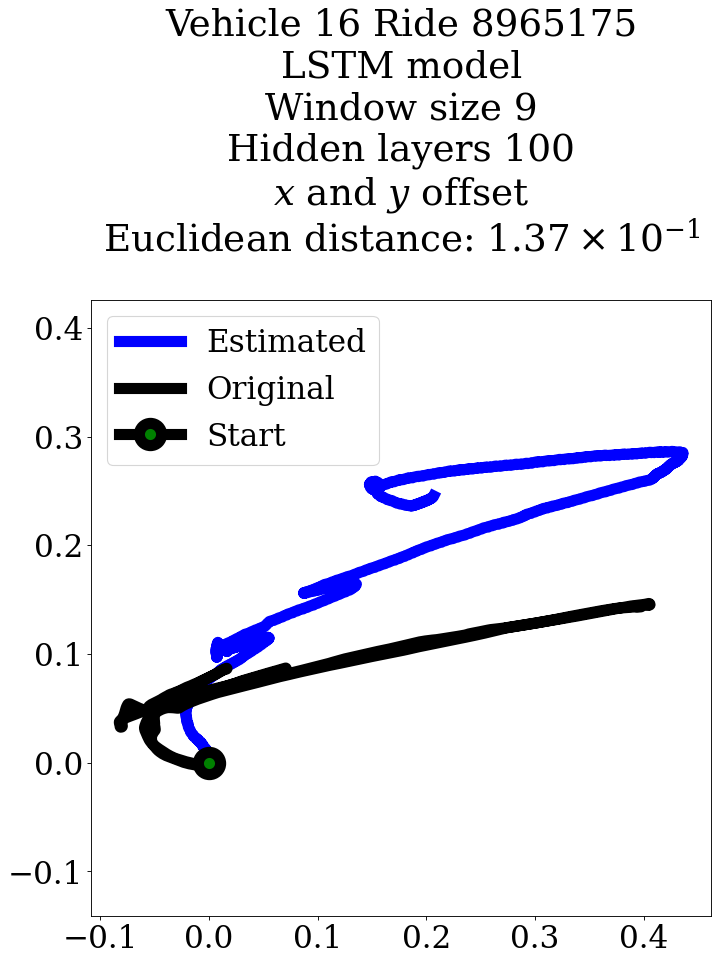 Vehicle 16 Ride 8965175
LSTM model
Window size 9
Hidden layers 100
x and y offset
Euclidean distance: 1.37 × 10⁻¹
Estimated
Original
Start
0.4
0.3
0.2
0.1
0.0
−0.1
−0.1 0.0 0.1 0.2 0.3 0.4